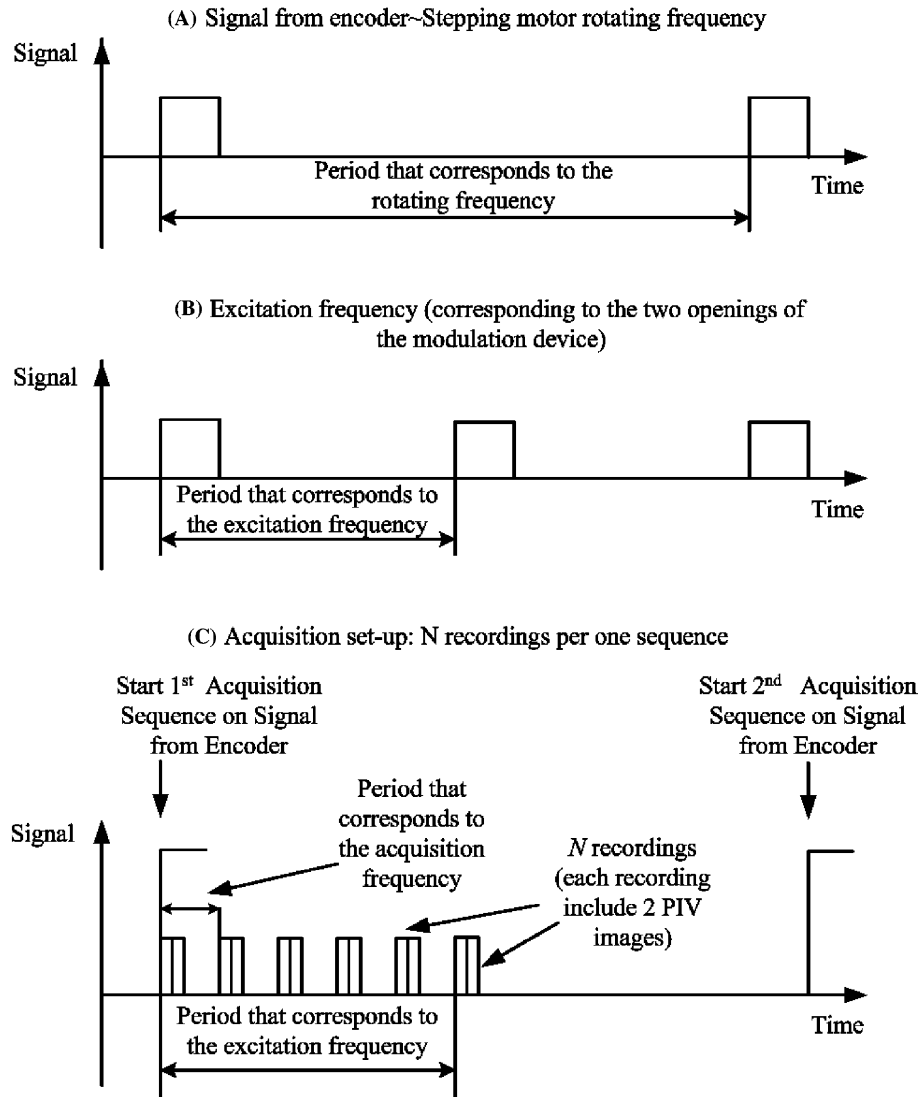 (A) Signal from encoder~Stepping motor rotating frequency
Signal
Period that corresponds to the
rotating frequency
Time
(B) Excitation frequency (corresponding to the two openings of
the modulation device)
Signal
Period that corresponds to
the excitation frequency
Time
(C) Acquisition set-up: N recordings per one sequence
Start 1st Acquisition
Sequence on Signal
from Encoder
Start 2nd Acquisition
Sequence on Signal
from Encoder
Period that
corresponds to
the acquisition
frequency
Signal
N recordings
(each recording
include 2 PIV
images)
Period that corresponds to
the excitation frequency
Time